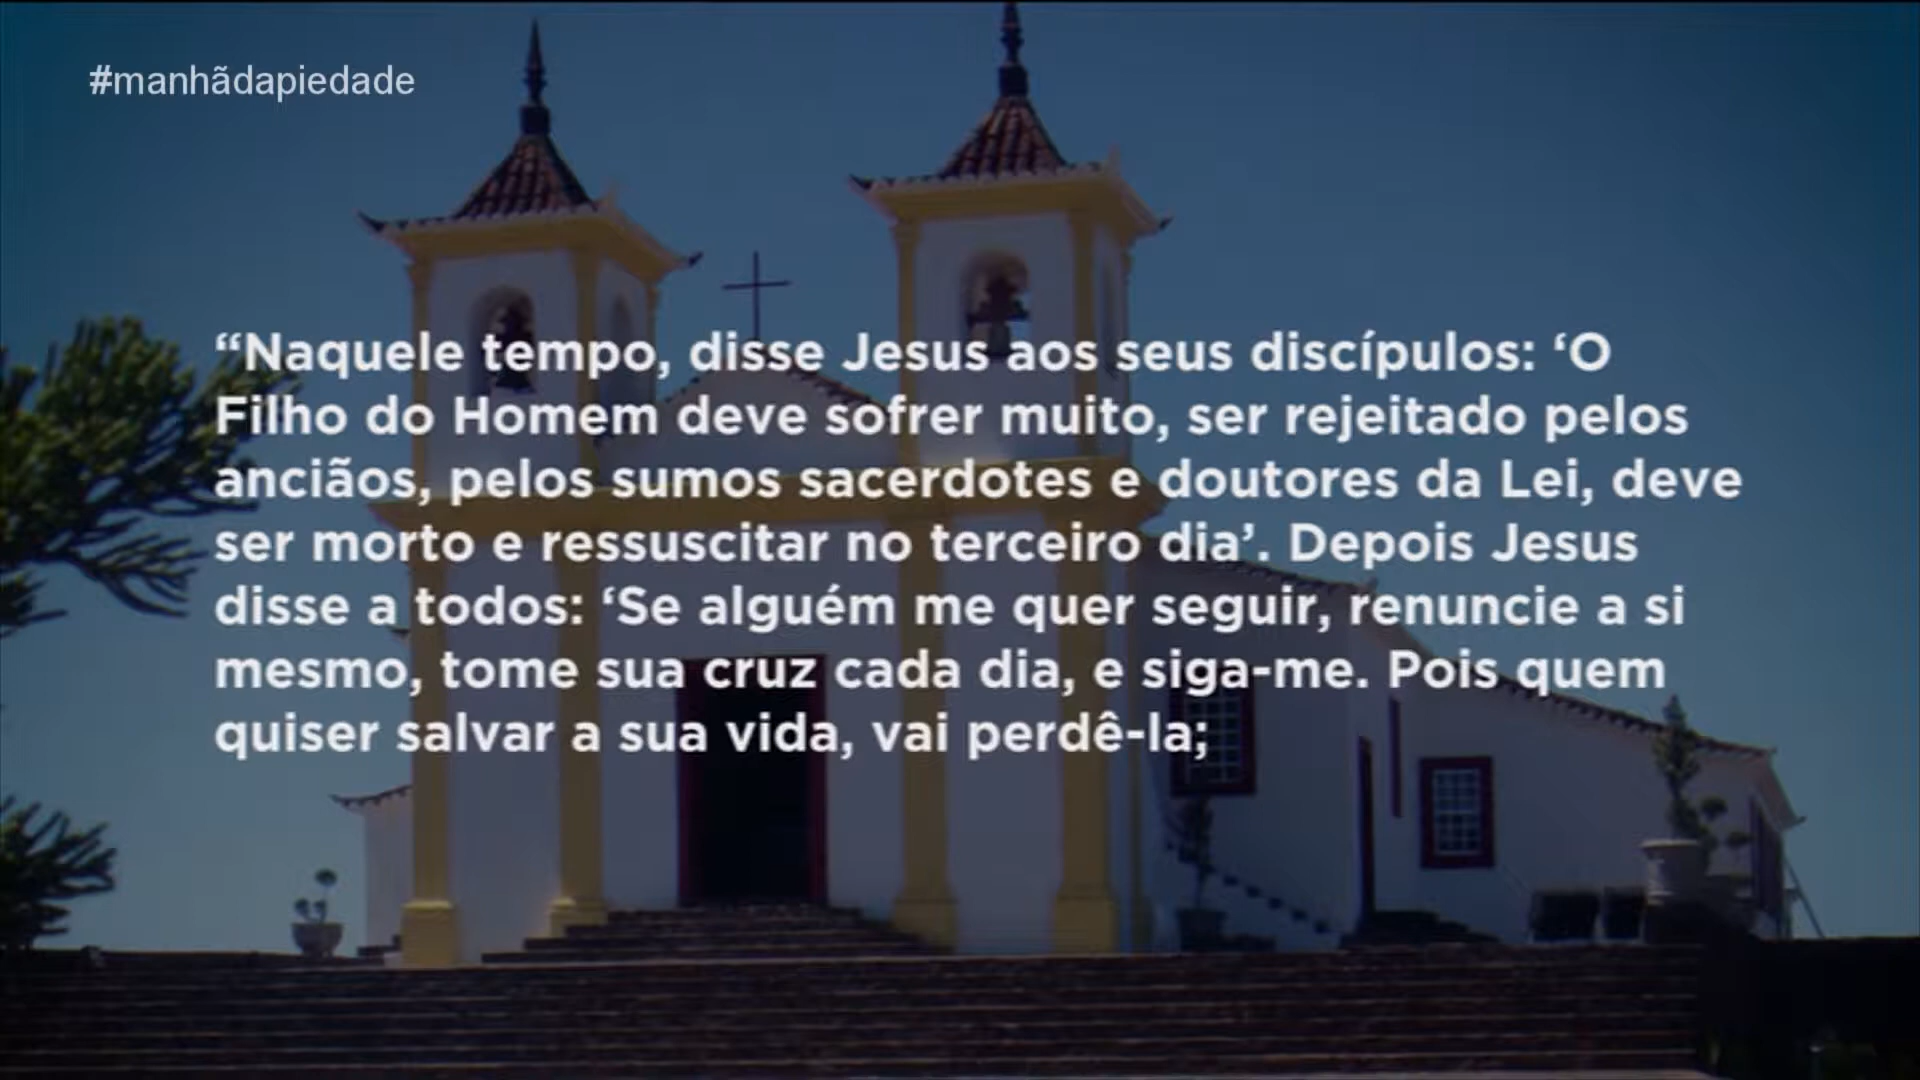 #manhãdapiedade
“Naquele tempo, disse Jesus aos seus discípulos: ‘O
Filho do Homem deve sofrer muito, ser rejeitado pelos
anciãos, pelos sumos sacerdotes e doutores da Lei, deve
ser morto e ressuscitar no terceiro dia’. Depois Jesus
disse a todos: ‘Se alguém me quer seguir, renuncie a si
mesmo, tome sua cruz cada dia, e siga-me. Pois quem
quiser salvar a sua vida, vai perdê-la;